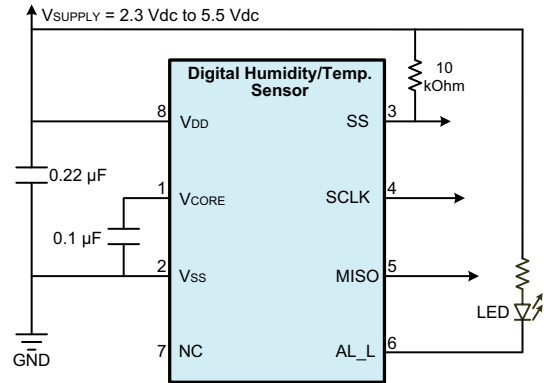 VSUPPLY = 2.3 Vdc to 5.5 Vdc
Digital Humidity/Temp.
Sensor
10
kOhm
8
VDD
SS
3
0.22 µF
1
VCORE
SCLK
4
0.1 µF
2
VSS
MISO
5
LED
GND
7
NC
AL_L
6